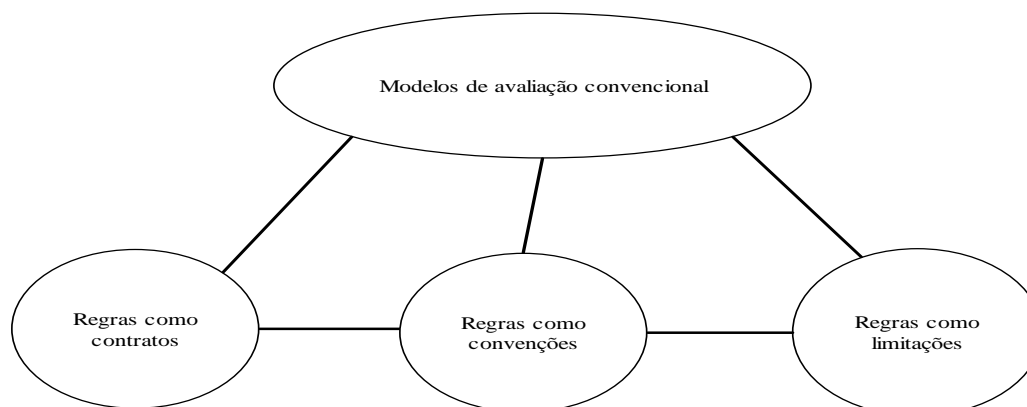 Modelos de avaliação convencional
Regras como
contratos
Regras como
convenções
Regras como
limitações